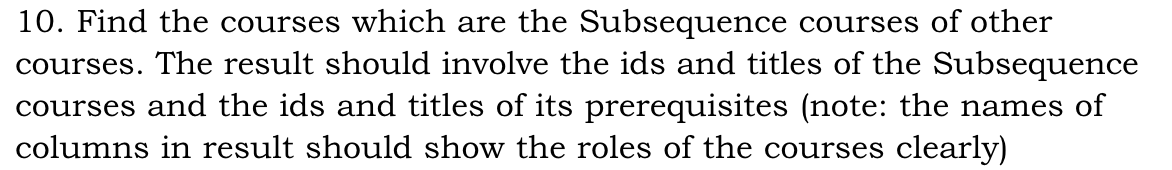 10. Find the courses which are the Subsequence courses of other
courses. The result should involve the ids and titles of the Subsequence
courses and the ids and titles of its prerequisites (note: the names of
columns in result should show the roles of the courses clearly)